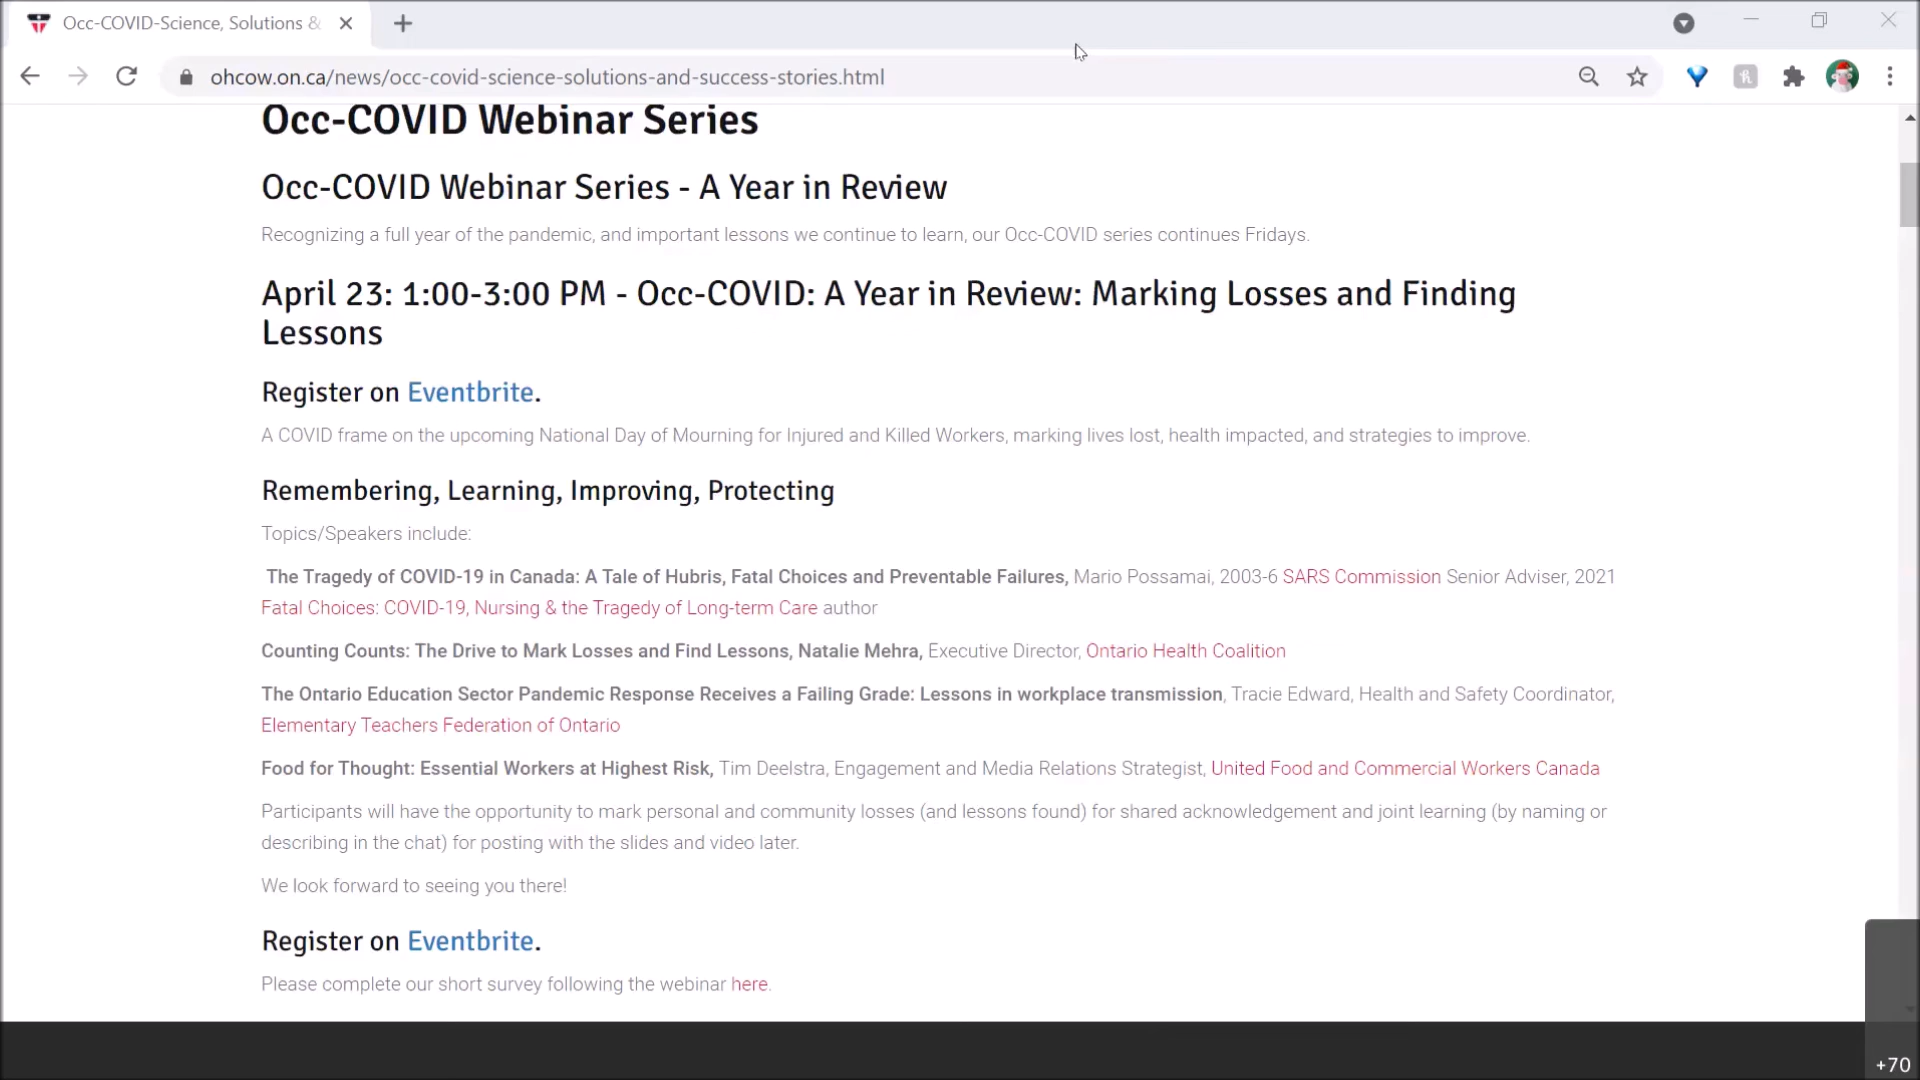 Occ-COVID-Science, Solutions &
ohcow.on.ca/news/occ-covid-science-solutions-and-success-stories.html
Occ-COVID Webinar Series
Occ-COVID Webinar Series - A Year in Review
Recognizing a full year of the pandemic, and important lessons we continue to learn, our Occ-COVID series continues Fridays.
April 23: 1:00-3:00 PM - Occ-COVID: A Year in Review: Marking Losses and Finding
Lessons
Register on Eventbrite.
A COVID frame on the upcoming National Day of Mourning for Injured and Killed Workers, marking lives lost, health impacted, and strategies to improve.
Remembering, Learning, Improving, Protecting
Topics/Speakers include:
The Tragedy of COVID-19 in Canada: A Tale of Hubris, Fatal Choices and Preventable Failures, Mario Possamai, 2003-6 SARS Commission Senior Adviser, 2021
Fatal Choices: COVID-19, Nursing & the Tragedy of Long-term Care author
Counting Counts: The Drive to Mark Losses and Find Lessons, Natalie Mehra, Executive Director, Ontario Health Coalition
The Ontario Education Sector Pandemic Response Receives a Failing Grade: Lessons in workplace transmission, Tracie Edward, Health and Safety Coordinator,
Elementary Teachers Federation of Ontario
Food for Thought: Essential Workers at Highest Risk, Tim Deelstra, Engagement and Media Relations Strategist, United Food and Commercial Workers Canada
Participants will have the opportunity to mark personal and community losses (and lessons found) for shared acknowledgement and joint learning (by naming or
describing in the chat) for posting with the slides and video later.
We look forward to seeing you there!
Register on Eventbrite.
Please complete our short survey following the webinar here.
+70